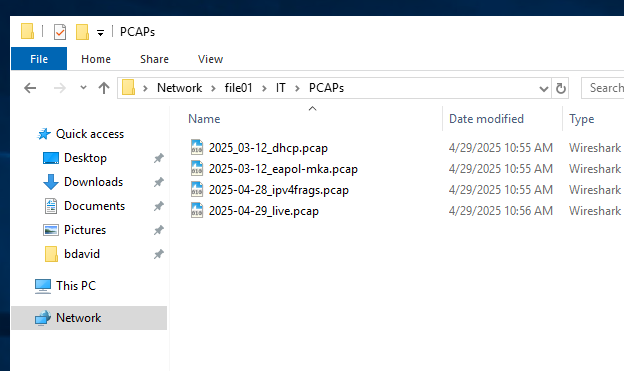 PCAPs
File Home Share View
Network file01 IT PCAPs Search
Name Date modified Type
Quick access
Desktop
Downloads
Documents
Pictures
bdavid
This PC
Network
2025_03-12_dhcp.pcap 4/29/2025 10:55 AM Wireshark
2025-03-12_eapol-mka.pcap 4/29/2025 10:55 AM Wireshark
2025-04-28_ipv4frags.pcap 4/29/2025 10:55 AM Wireshark
2025-04-29_live.pcap 4/29/2025 10:56 AM Wireshark